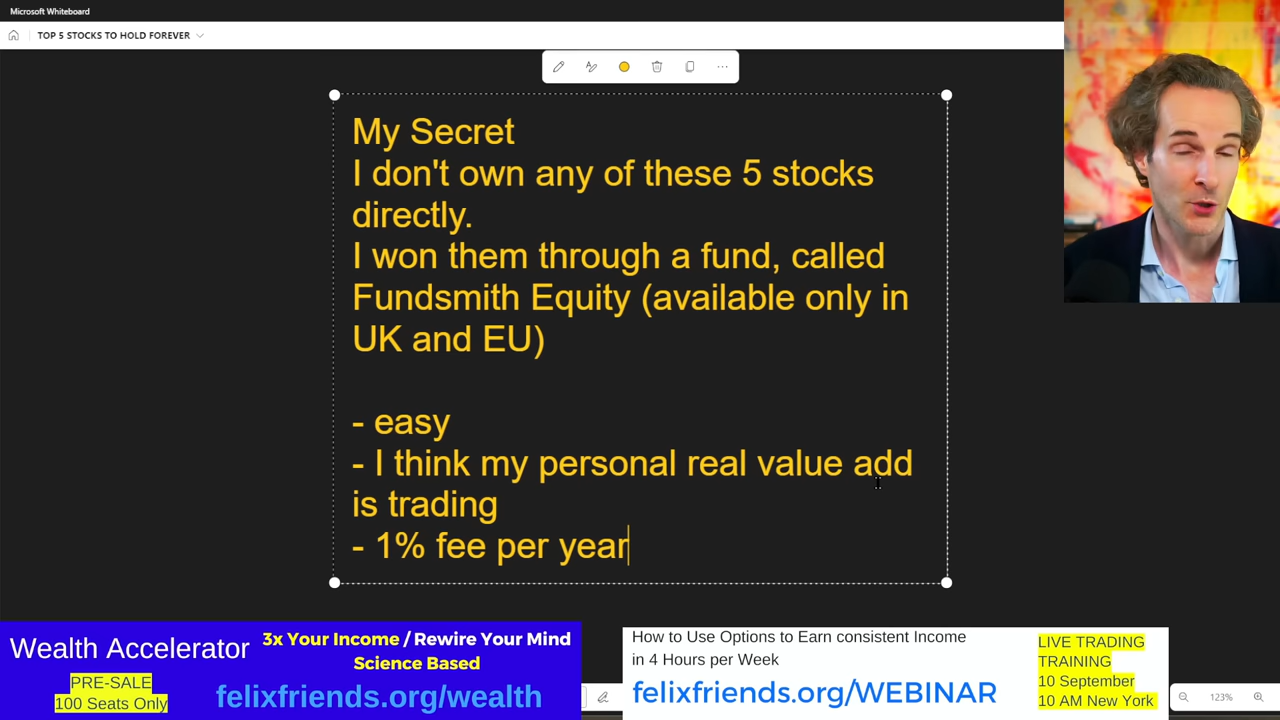 Microsoft Whiteboard
TOP 5 STOCKS TO HOLD FOREVER
My Secret
I don't own any of these 5 stocks
directly.
I won them through a fund, called
Fundsmith Equity (available only in
UK and EU)
- easy
- I think my personal real value add
is trading
- 1% fee per year
Wealth Accelerator
3x Your Income / Rewire Your Mind
Science Based
PRE-SALE
100 Seats Only
felixfriends.org/wealth
How to Use Options to Earn consistent Income
in 4 Hours per Week
felixfriends.org/WEBINAR
LIVE TRADING
TRAINING
10 September
10 AM New York
123%